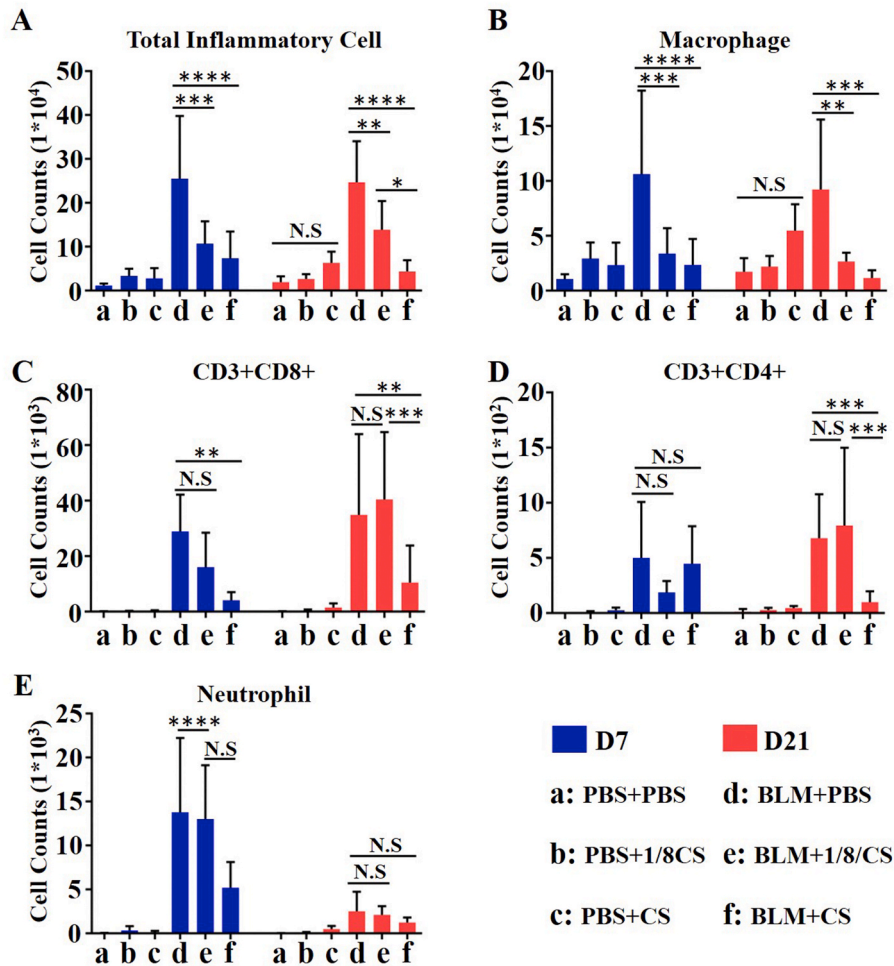 A
Total Inflammatory Cell
Cell Counts (1*10⁴)
50
40
30
20
10
0
****
***
N.S
****
**
*
a b c d e f a b c d e f
B
Macrophage
Cell Counts (1*10⁴)
20
15
10
5
0
****
***
N.S
***
**
a b c d e f a b c d e f
C
CD3+CD8+
Cell Counts (1*10³)
80
60
40
20
0
**
N.S
**
N.S ***
a b c d e f a b c d e f
D
CD3+CD4+
Cell Counts (1*10²)
20
15
10
5
0
N.S
N.S
***
N.S ***
a b c d e f a b c d e f
E
Neutrophil
Cell Counts (1*10³)
25
20
15
10
5
0
****
N.S
N.S
N.S
a b c d e f a b c d e f
D7 D21
a: PBS+PBS d: BLM+PBS
b: PBS+1/8CS e: BLM+1/8/CS
c: PBS+CS f: BLM+CS